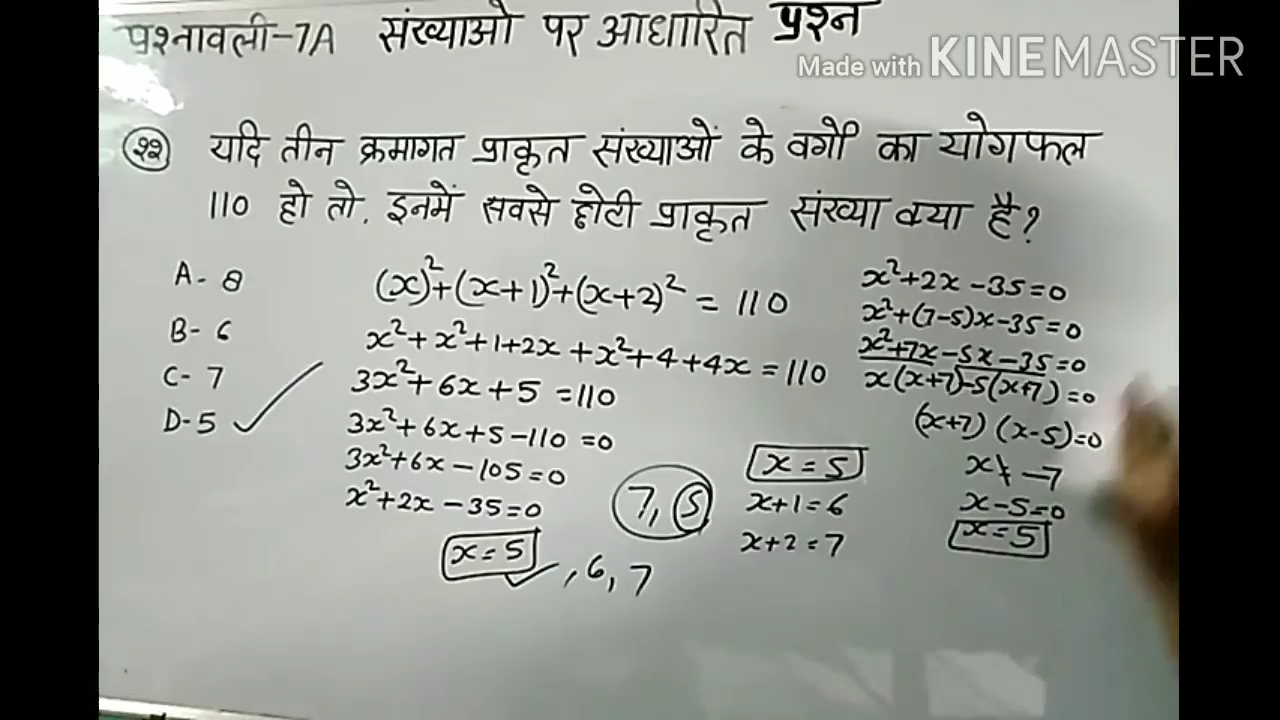 प्रश्नावली-7A संख्याओ पर आधारित प्रश्न
Made with KINEMASTER
२२ यदि तीन क्रमागत प्राकृत संख्याओं के वर्गों का योगफल
110 हो तो, इनमें सबसे छोटी प्राकृत संख्या क्या है?
A- 8
B- 6
C- 7
D-5 ✓
(x)²+(x+1)²+(x+2)² = 110
x²+x²+1+2x+x²+4+4x=110
3x²+6x+5=110
3x²+6x+5-110=0
3x²+6x-105=0
x²+2x-35=0
x=5 ✓, 6, 7
7, 5
x=5
x+1=6
x+2=7
x²+2x-35=0
x²+(7-5)x-35=0
x²+7x-5x-35=0
x(x+7)-5(x+7)=0
(x+7) (x-5)=0
x≠-7
x-5=0
x=5